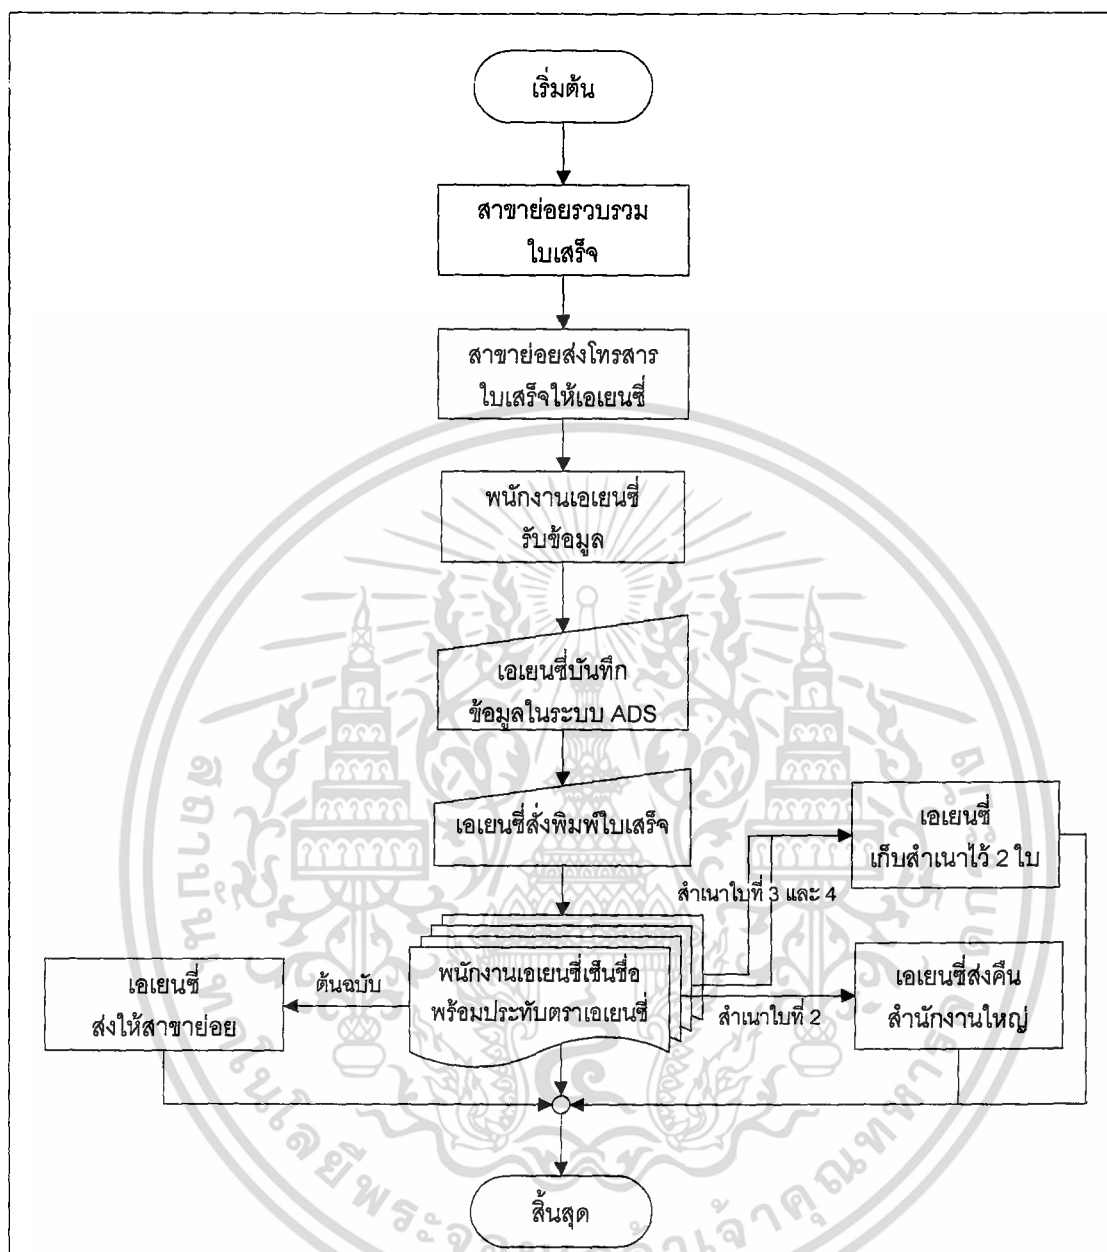 เริ่มต้น
สาขาย่อยรวบรวม
ใบเสร็จ
สาขาย่อยส่งโทรสาร
ใบเสร็จให้เอเยนซี่
พนักงานเอเยนซี่
รับข้อมูล
เอเยนซี่บันทึก
ข้อมูลในระบบ ADS
เอเยนซี่สั่งพิมพ์ใบเสร็จ
เอเยนซี่
เก็บสำเนาไว้ 2 ใบ
สำเนาใบที่ 3 และ 4
เอเยนซี่
ส่งให้สาขาย่อย
ต้นฉบับ
พนักงานเอเยนซี่เซ็นชื่อ
พร้อมประทับตราเอเยนซี่
สำเนาใบที่ 2
เอเยนซี่ส่งคืน
สำนักงานใหญ่
สิ้นสุด